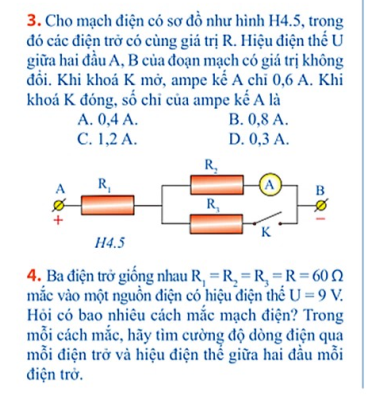 3. Cho mạch điện có sơ đồ như hình H4.5, trong
đó các điện trở có cùng giá trị R. Hiệu điện thế U
giữa hai đầu A, B của đoạn mạch có giá trị không
đổi. Khi khoá K mở, ampe kế A chỉ 0,6 A. Khi
khoá K đóng, số chỉ của ampe kế A là
A. 0,4 A. B. 0,8 A.
C. 1,2 A. D. 0,3 A.
R₂
A R₁ A B
R₃
+ −
K
H4.5
4. Ba điện trở giống nhau R₁ = R₂ = R₃ = R = 60 Ω
mắc vào một nguồn điện có hiệu điện thế U = 9 V.
Hỏi có bao nhiêu cách mắc mạch điện? Trong
mỗi cách mắc, hãy tìm cường độ dòng điện qua
mỗi điện trở và hiệu điện thế giữa hai đầu mỗi
điện trở.